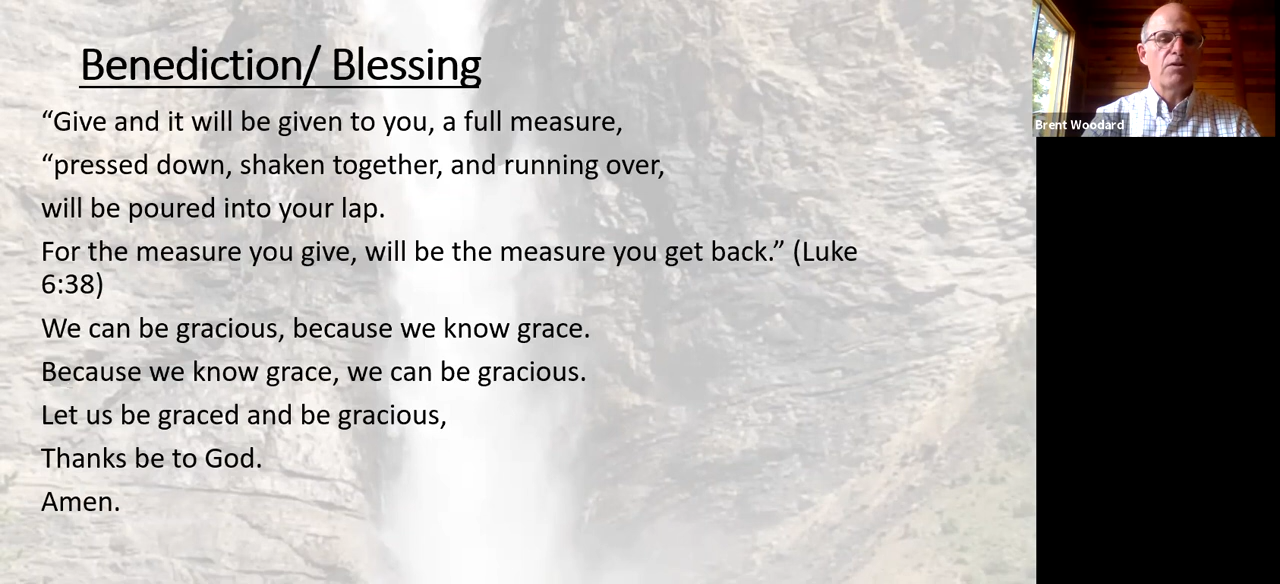 Benediction/ Blessing
“Give and it will be given to you, a full measure,
“pressed down, shaken together, and running over,
will be poured into your lap.
For the measure you give, will be the measure you get back.” (Luke
6:38)
We can be gracious, because we know grace.
Because we know grace, we can be gracious.
Let us be graced and be gracious,
Thanks be to God.
Amen.
Brent Woodard